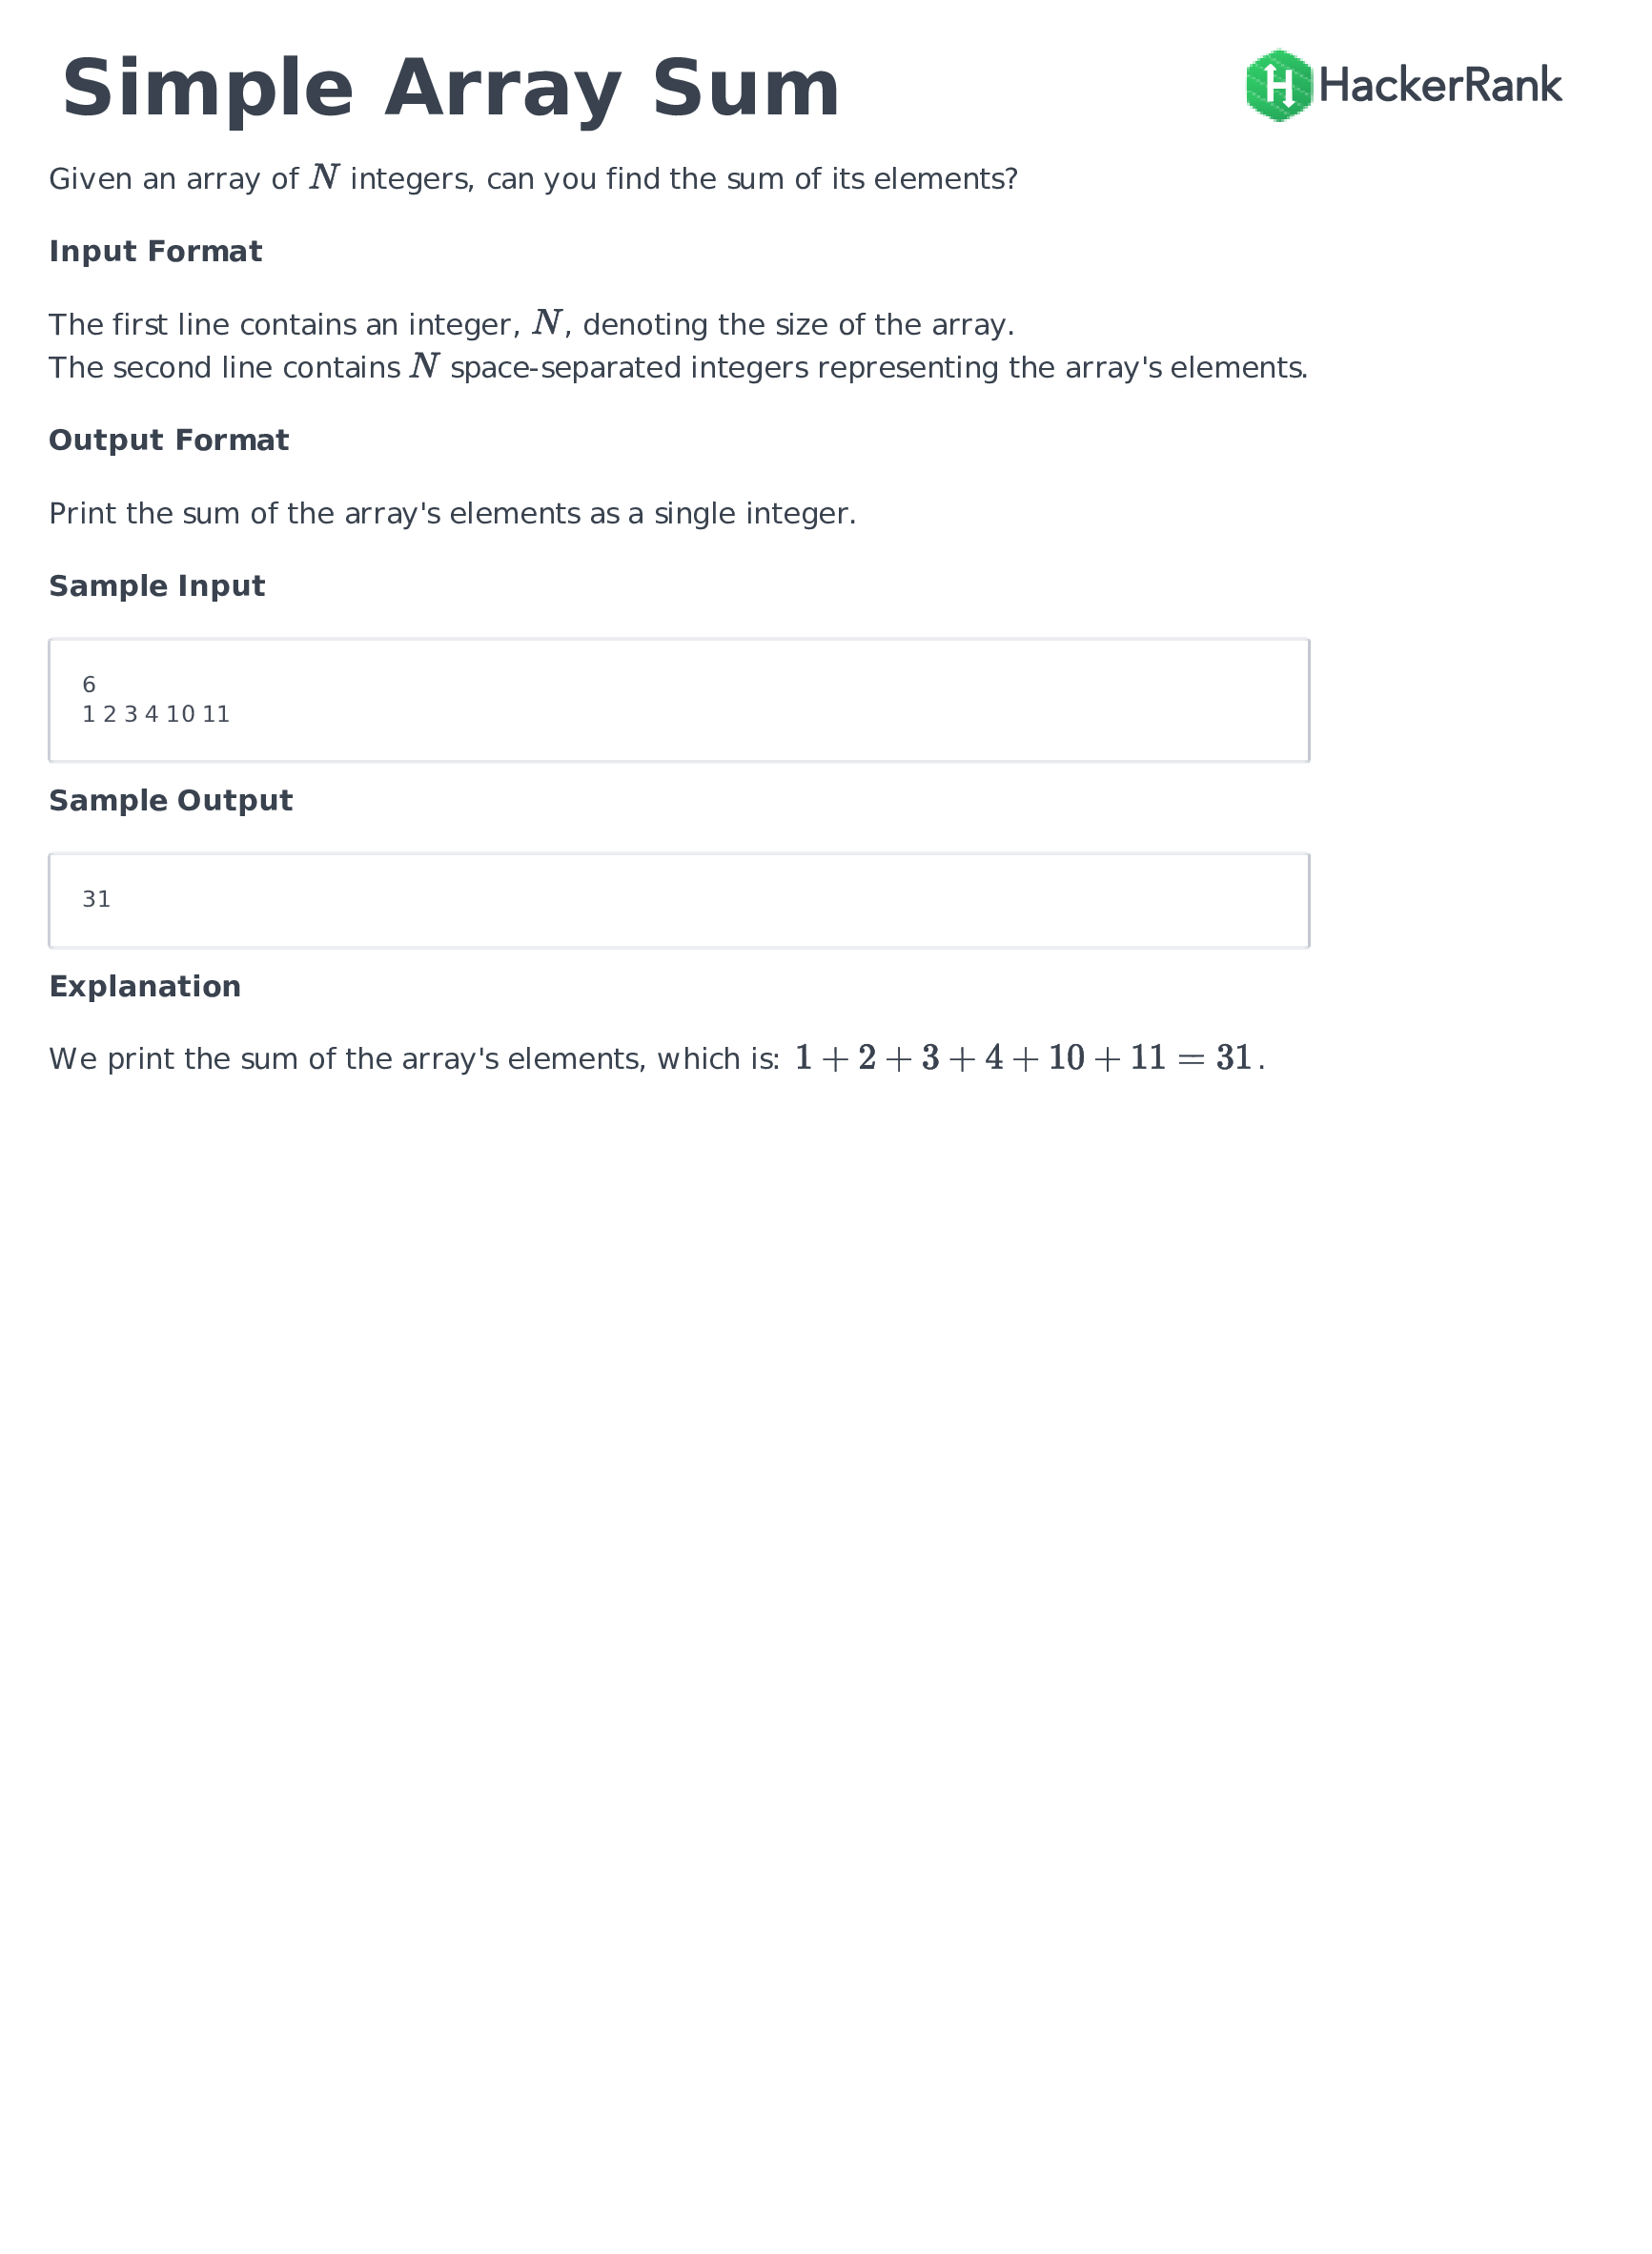 Simple Array Sum
HackerRank
Given an array of N integers, can you find the sum of its elements?
Input Format
The first line contains an integer, N, denoting the size of the array.
The second line contains N space-separated integers representing the array's elements.
Output Format
Print the sum of the array's elements as a single integer.
Sample Input
6
1 2 3 4 10 11
Sample Output
31
Explanation
We print the sum of the array's elements, which is: 1 + 2 + 3 + 4 + 10 + 11 = 31.